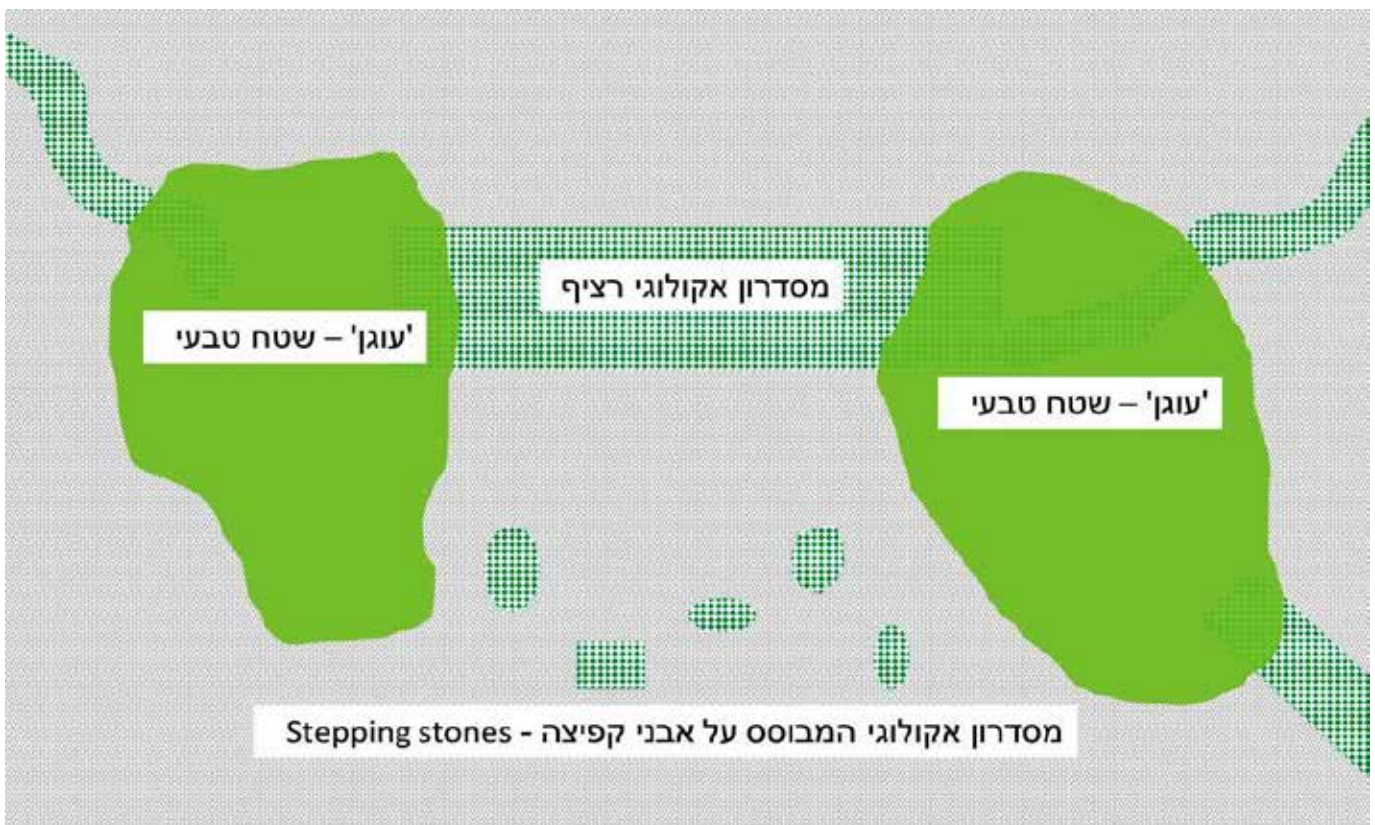 מסדרון אקולוגי רציף
'עוגן' – שטח טבעי
'עוגן' – שטח טבעי
מסדרון אקולוגי המבוסס על אבני קפיצה - Stepping stones